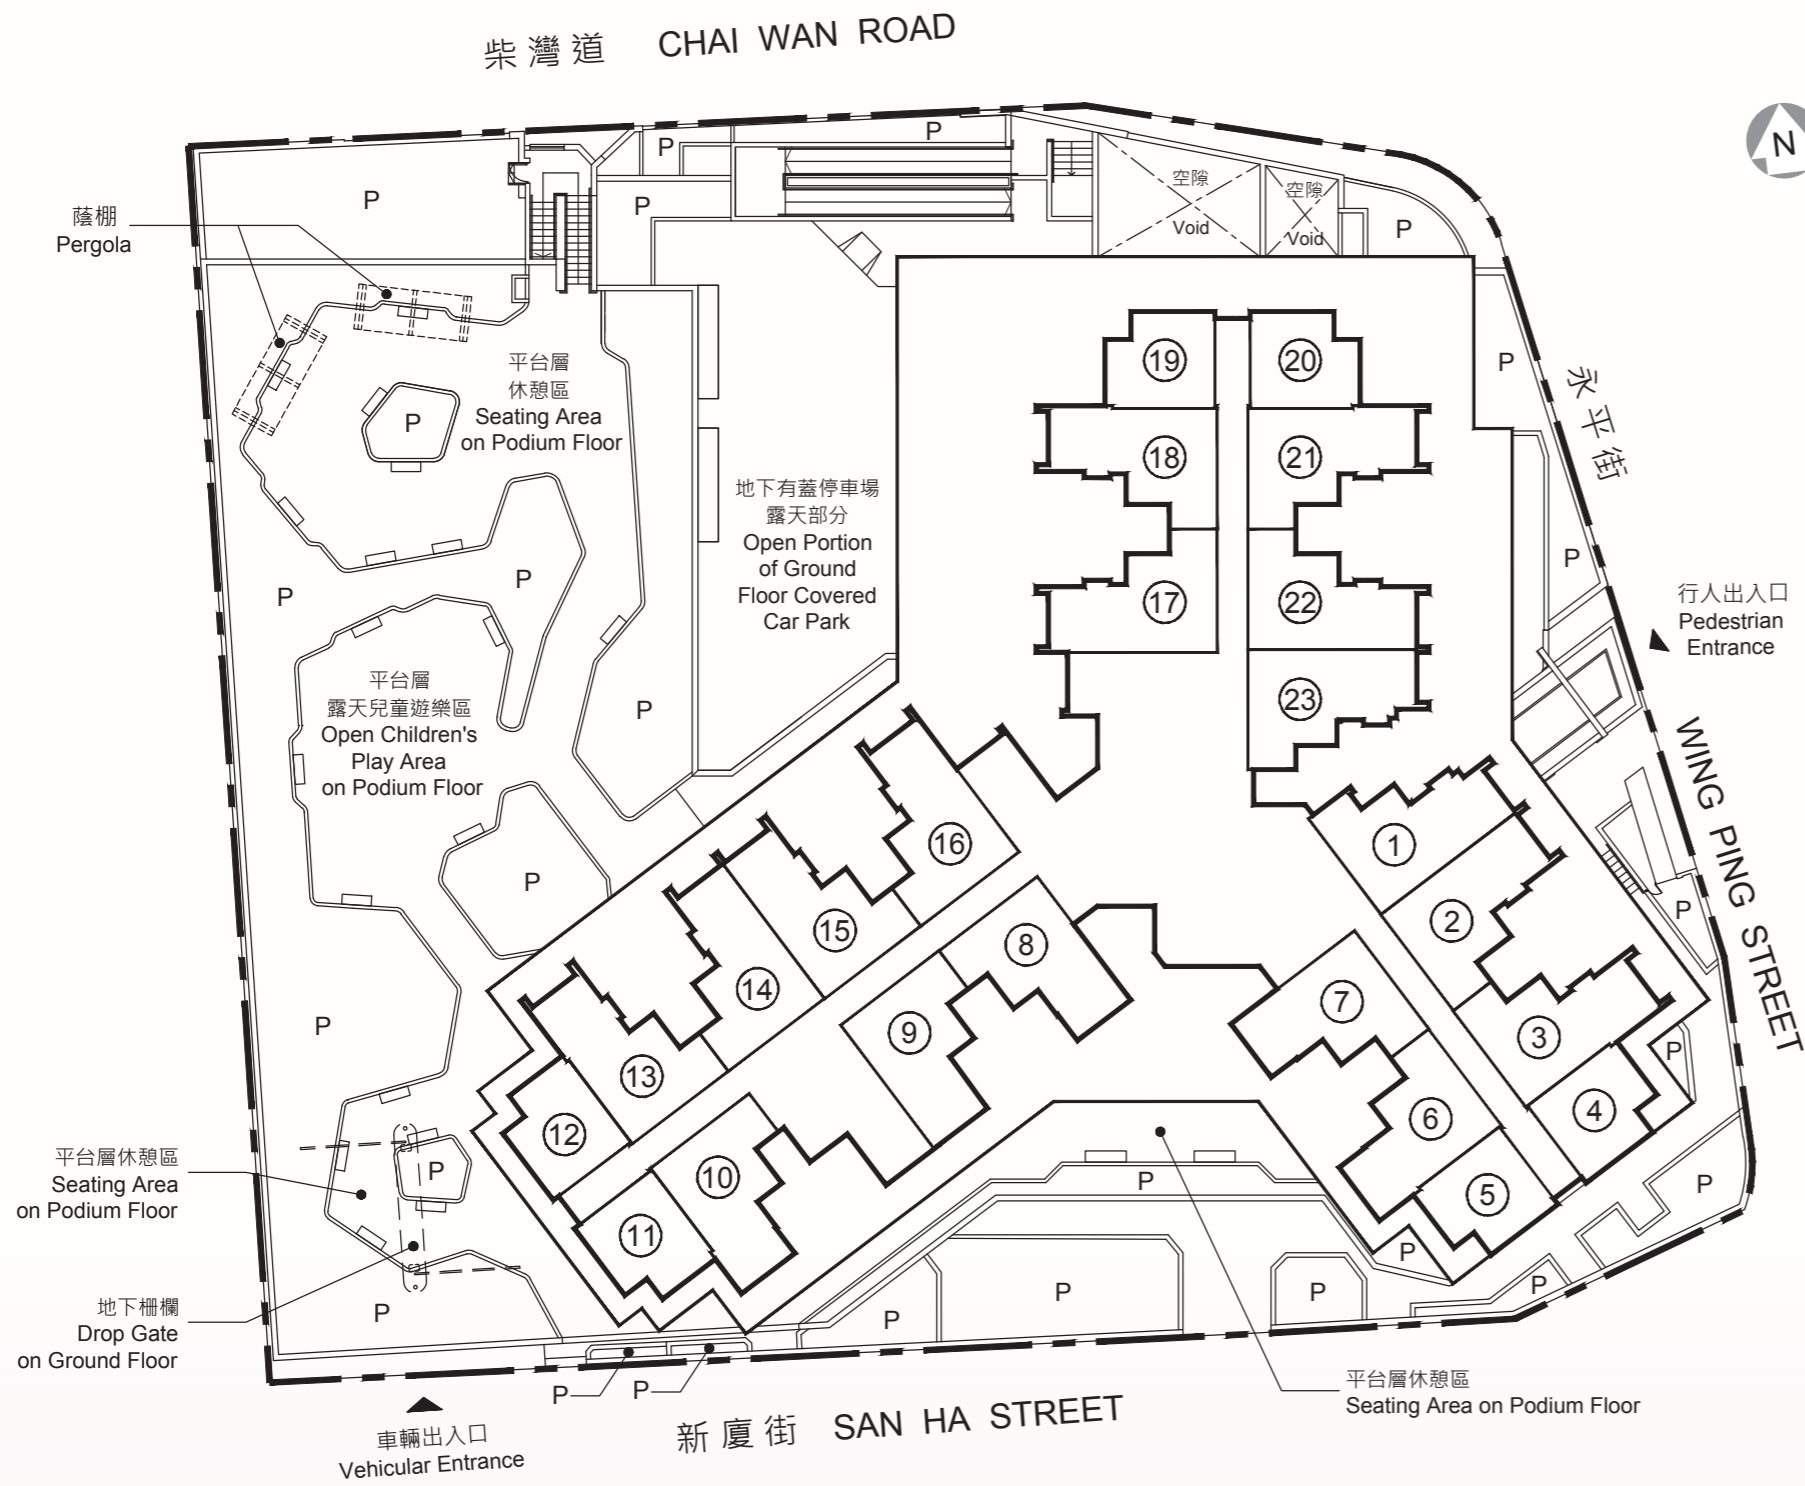 柴灣道 CHAI WAN ROAD
N
P
P
P
P
P
空隙
Void
空隙
Void
P
蔭棚
Pergola
平台層
休憩區
Seating Area
on Podium Floor
P
P
P
地下有蓋停車場
露天部分
Open Portion
of Ground
Floor Covered
Car Park
19
20
18
21
17
22
23
P
永平街
WING PING STREET
P
行人出入口
Pedestrian
Entrance
P
平台層
露天兒童遊樂區
Open Children's
Play Area
on Podium Floor
P
P
P
16
15
14
13
12
8
9
10
11
1
2
3
4
7
6
5
P
P
P
平台層休憩區
Seating Area
on Podium Floor
P
P
地下柵欄
Drop Gate
on Ground Floor
P
P
P
P
P
P
P
P
平台層休憩區
Seating Area on Podium Floor
車輛出入口
Vehicular Entrance
新廈街 SAN HA STREET